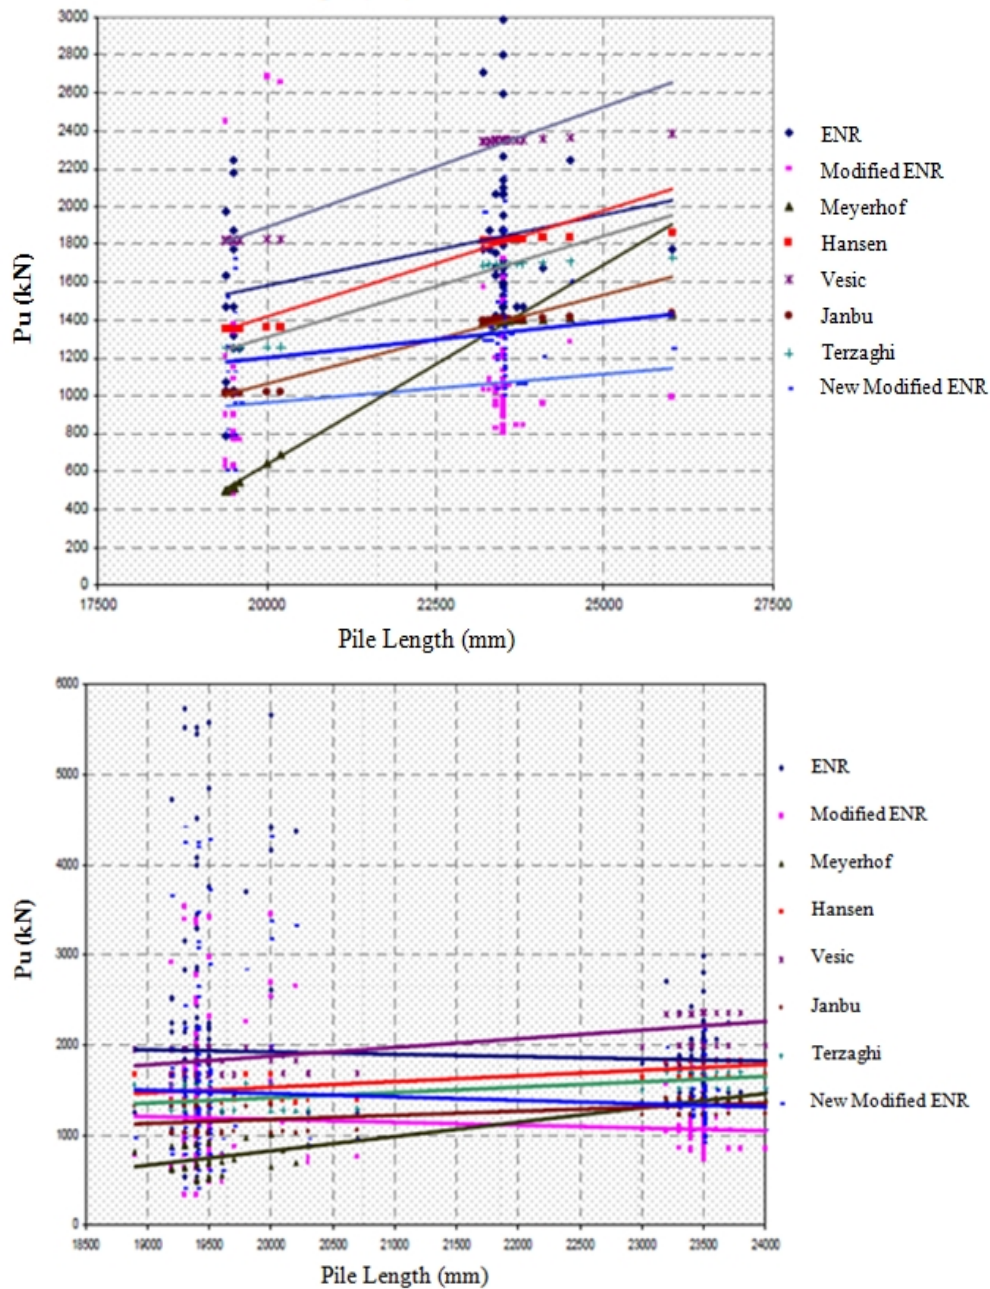 3000
2800
2600
2400
2200
2000
1800
1600
1400
1200
1000
800
600
400
200
0
Pu (kN)
17500 20000 22500 25000 27500
Pile Length (mm)
ENR
Modified ENR
Meyerhof
Hansen
Vesic
Janbu
Terzaghi
New Modified ENR
6000
5000
4000
3000
2000
1000
0
Pu (kN)
18500 19000 19500 20000 20500 21000 21500 22000 22500 23000 23500 24000
Pile Length (mm)
ENR
Modified ENR
Meyerhof
Hansen
Vesic
Janbu
Terzaghi
New Modified ENR